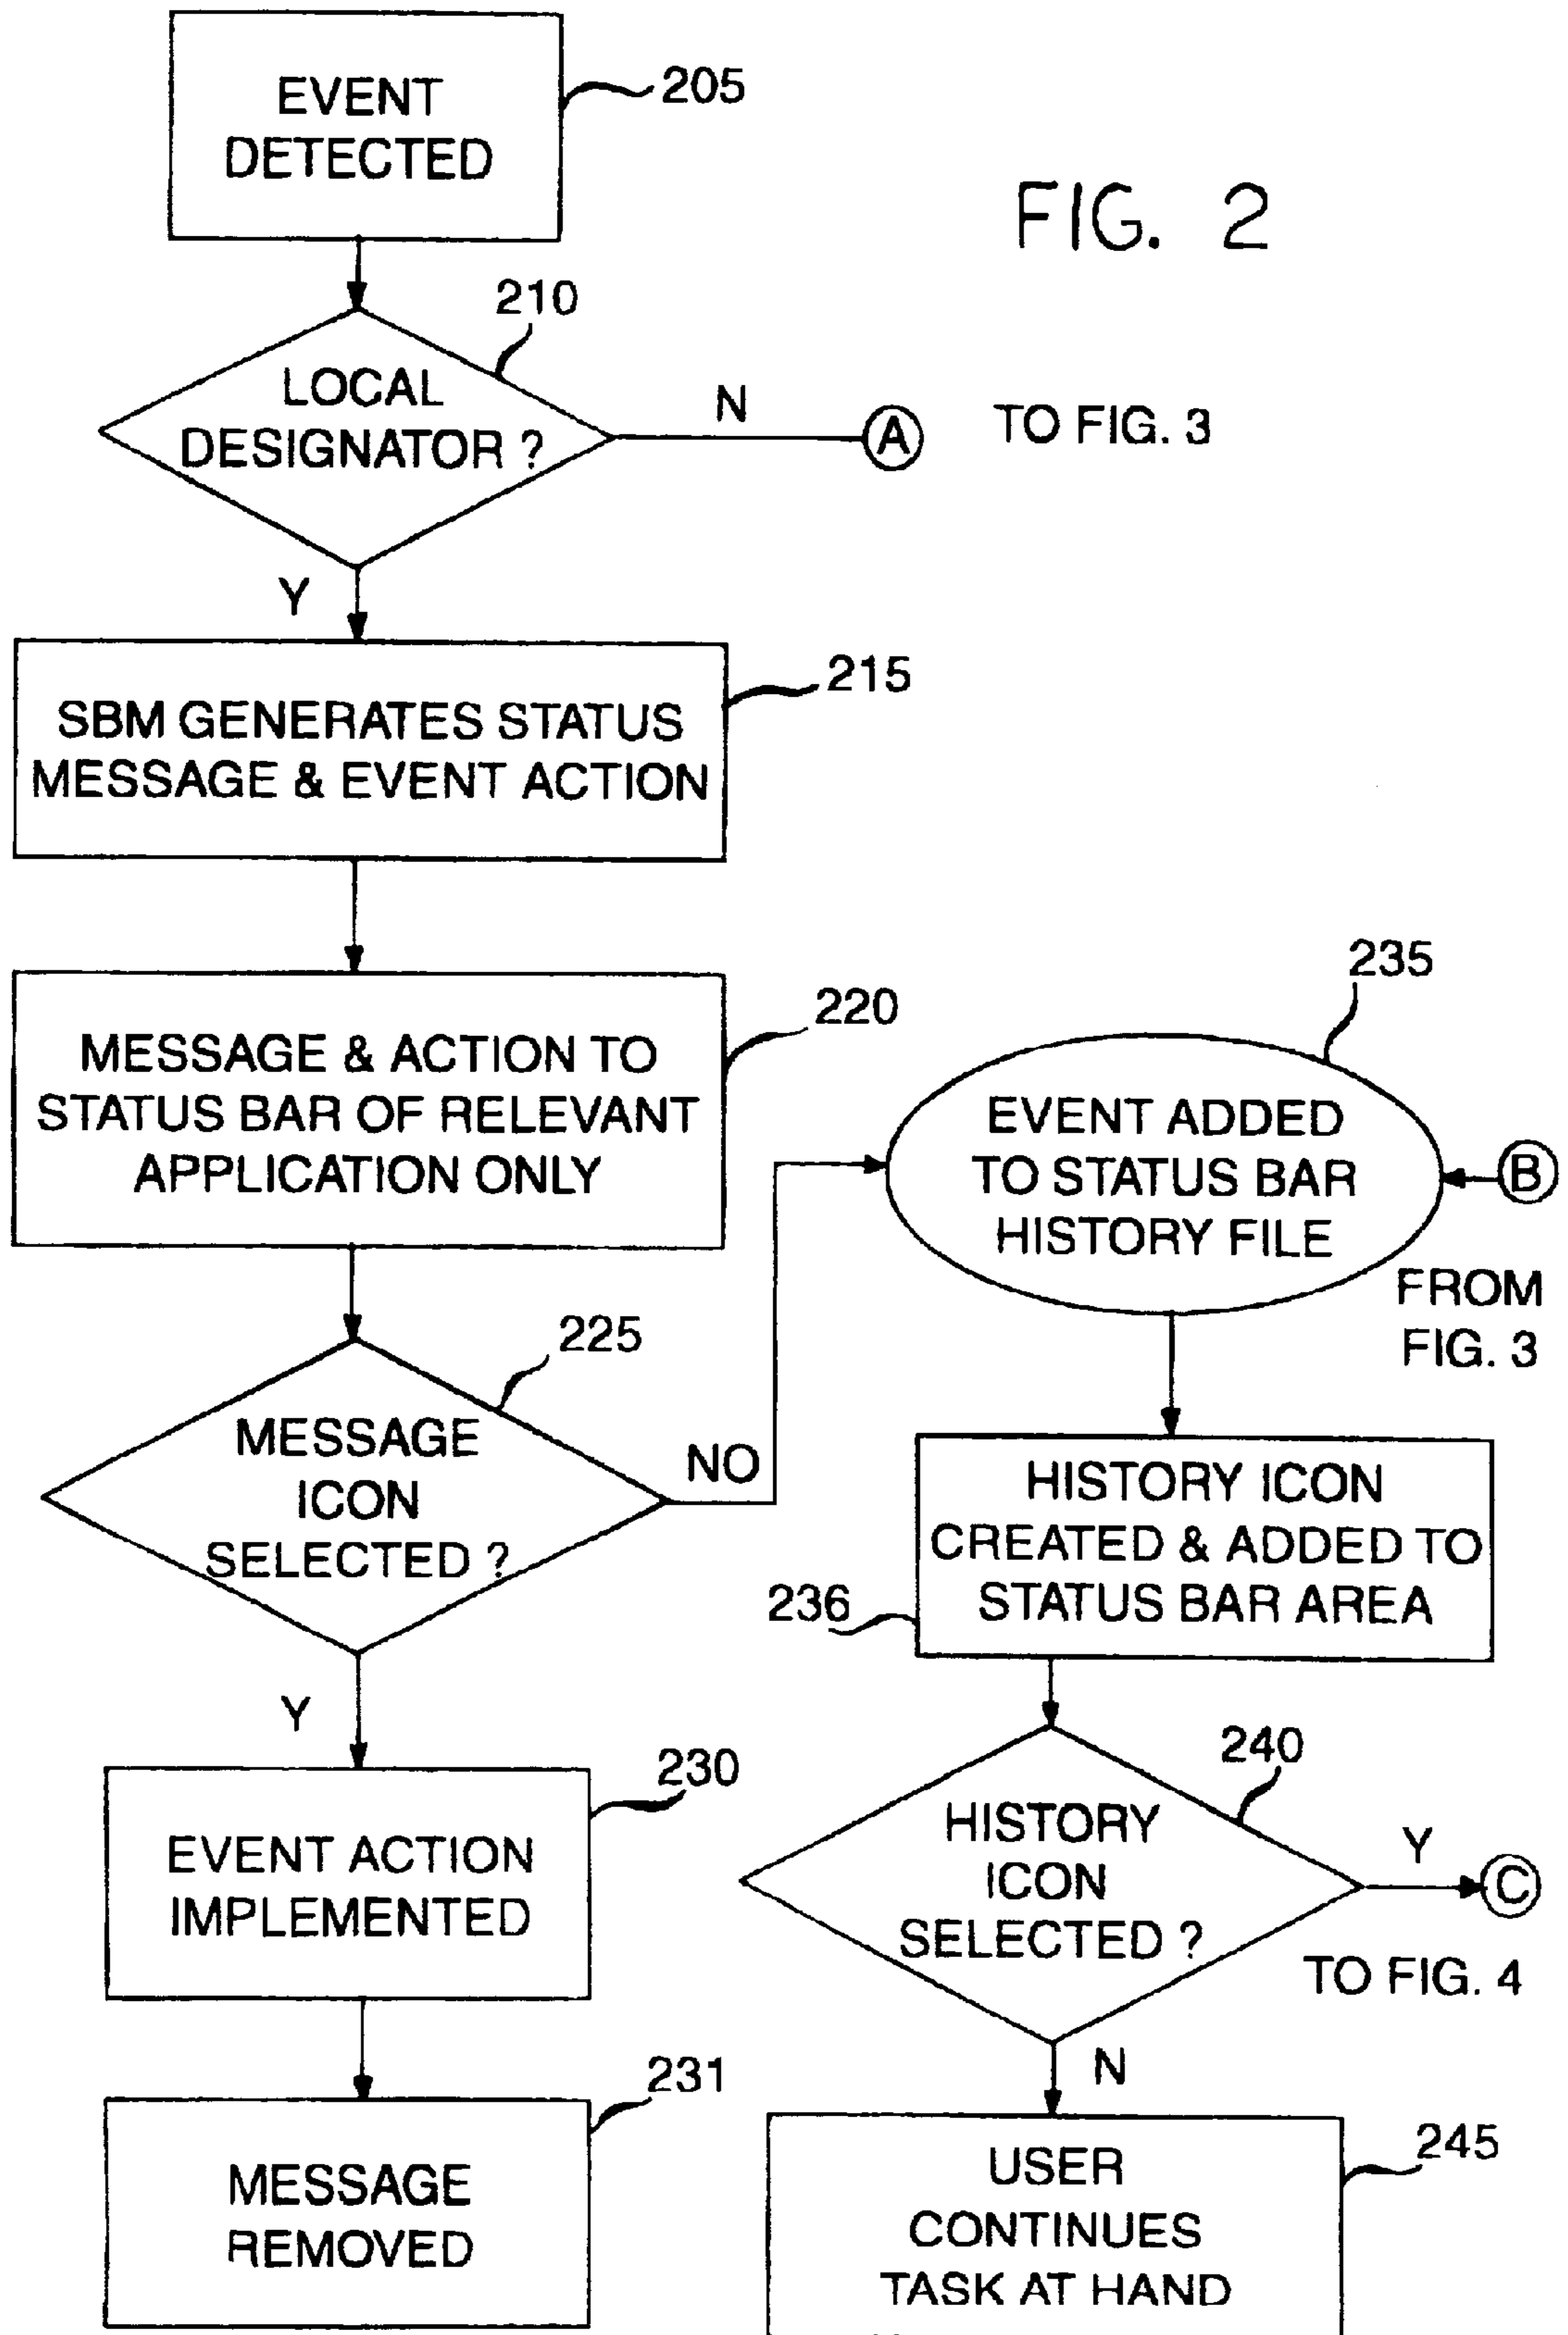 EVENT
DETECTED
205
FIG. 2
210
LOCAL
DESIGNATOR ?
N
A
TO FIG. 3
Y
215
SBM GENERATES STATUS
MESSAGE & EVENT ACTION
220
MESSAGE & ACTION TO
STATUS BAR OF RELEVANT
APPLICATION ONLY
225
MESSAGE
ICON
SELECTED ?
NO
Y
230
EVENT ACTION
IMPLEMENTED
231
MESSAGE
REMOVED
235
EVENT ADDED
TO STATUS BAR
HISTORY FILE
B
FROM
FIG. 3
HISTORY ICON
CREATED & ADDED TO
STATUS BAR AREA
236
240
HISTORY
ICON
SELECTED ?
Y
C
TO FIG. 4
N
245
USER
CONTINUES
TASK AT HAND